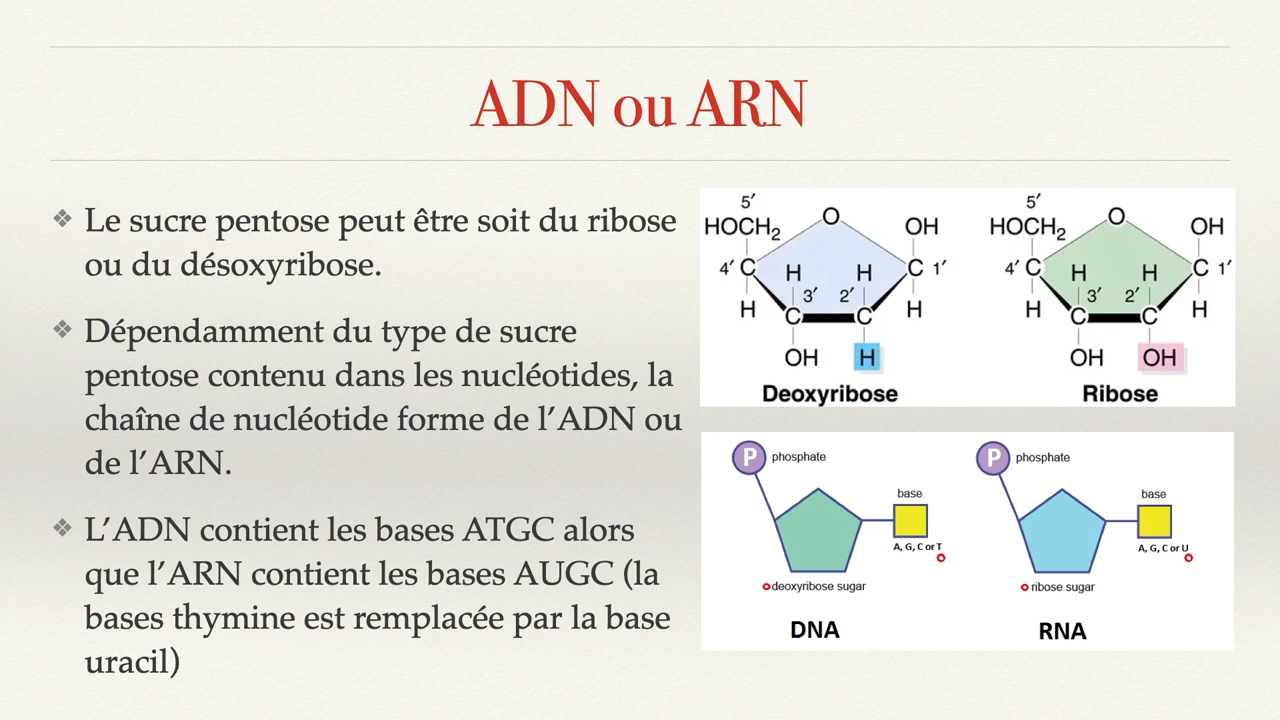 ADN ou ARN
❖ Le sucre pentose peut être soit du ribose
ou du désoxyribose.
❖ Dépendamment du type de sucre
pentose contenu dans les nucléotides, la
chaîne de nucléotide forme de l’ADN ou
de l’ARN.
❖ L’ADN contient les bases ATGC alors
que l’ARN contient les bases AUGC (la
bases thymine est remplacée par la base
uracil)
5′
HOCH2 O OH
4′ C H H C 1′
H 3′ 2′ H
C C
OH H
Deoxyribose
5′
HOCH2 O OH
4′ C H H C 1′
H 3′ 2′ H
C C
OH OH
Ribose
P phosphate
base
A, G, C or T
deoxyribose sugar
DNA
P phosphate
base
A, G, C or U
ribose sugar
RNA